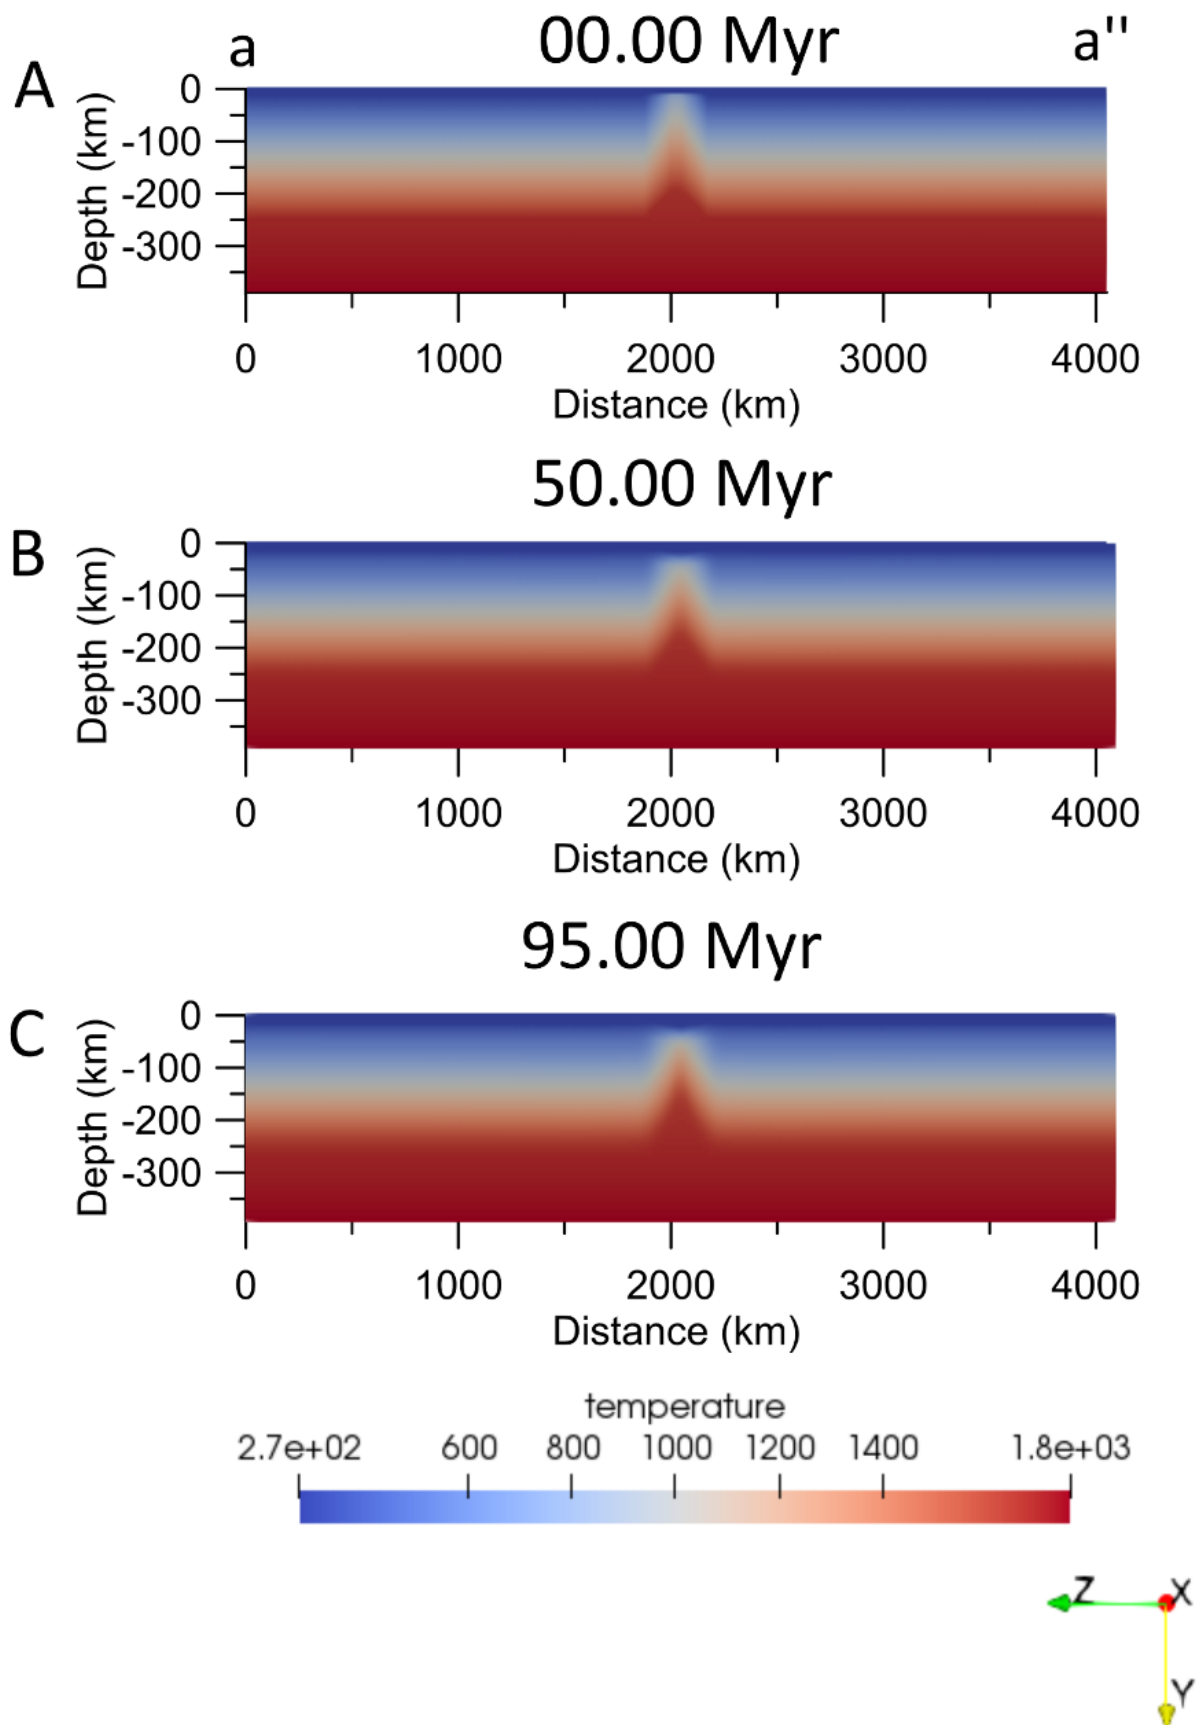 a 00.00 Myr a''
A
0
-100
-200
-300
Depth (km)
0 1000 2000 3000 4000
Distance (km)
50.00 Myr
B
0
-100
-200
-300
Depth (km)
0 1000 2000 3000 4000
Distance (km)
95.00 Myr
C
0
-100
-200
-300
Depth (km)
0 1000 2000 3000 4000
Distance (km)
temperature
2.7e+02 600 800 1000 1200 1400 1.8e+03
Z X
Y